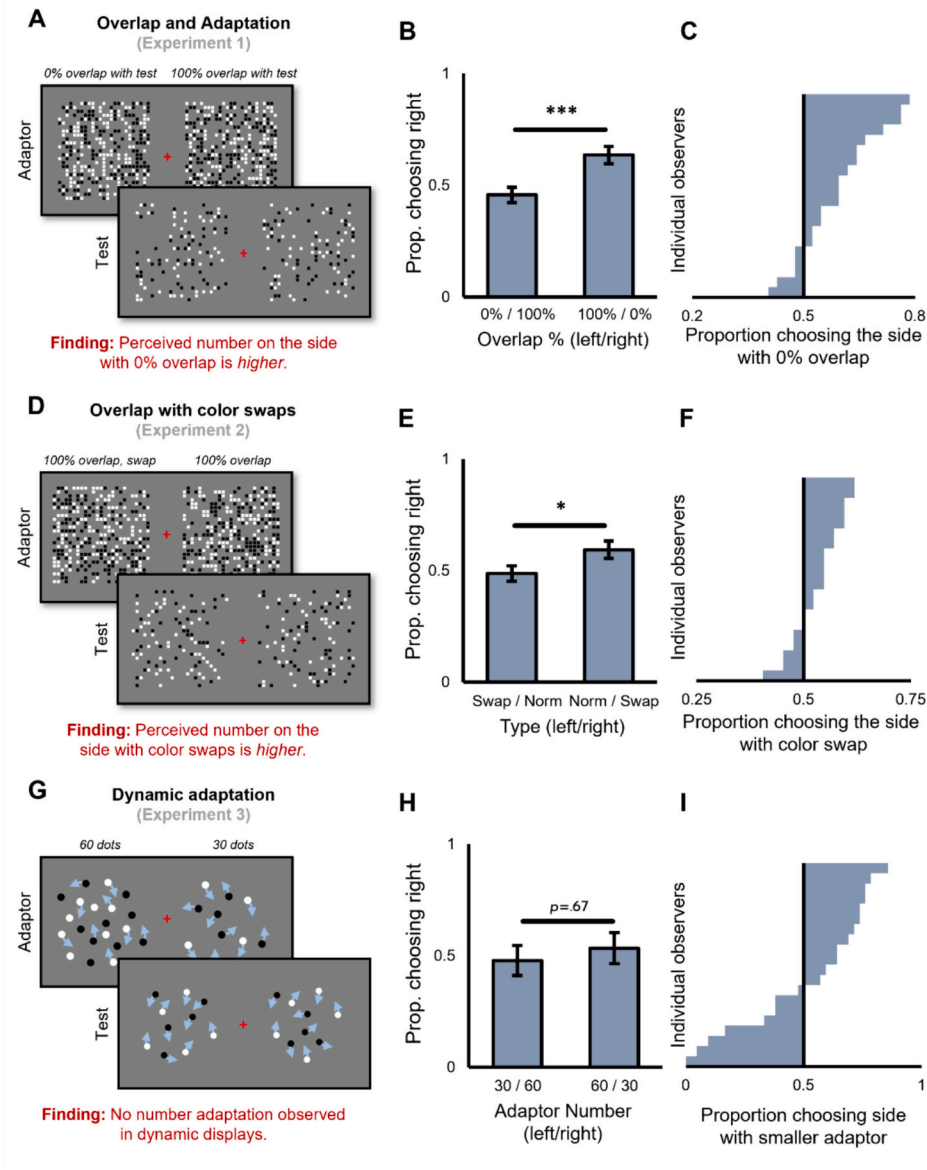 A
Overlap and Adaptation
(Experiment 1)
0% overlap with test
100% overlap with test
Adaptor
Test
Finding: Perceived number on the side
with 0% overlap is higher.
B
Prop. choosing right
1
0.5
0
***
0% / 100%
100% / 0%
Overlap % (left/right)
C
Individual observers
0.2
0.5
0.8
Proportion choosing the side
with 0% overlap
D
Overlap with color swaps
(Experiment 2)
100% overlap, swap
100% overlap
Adaptor
Test
Finding: Perceived number on the
side with color swaps is higher.
E
Prop. choosing right
1
0.5
0
*
Swap / Norm
Norm / Swap
Type (left/right)
F
Individual observers
0.25
0.5
0.75
Proportion choosing the side
with color swap
G
Dynamic adaptation
(Experiment 3)
60 dots
30 dots
Adaptor
Test
Finding: No number adaptation observed
in dynamic displays.
H
Prop. choosing right
1
0.5
0
p=.67
30 / 60
60 / 30
Adaptor Number
(left/right)
I
Individual observers
0
0.5
1
Proportion choosing side
with smaller adaptor